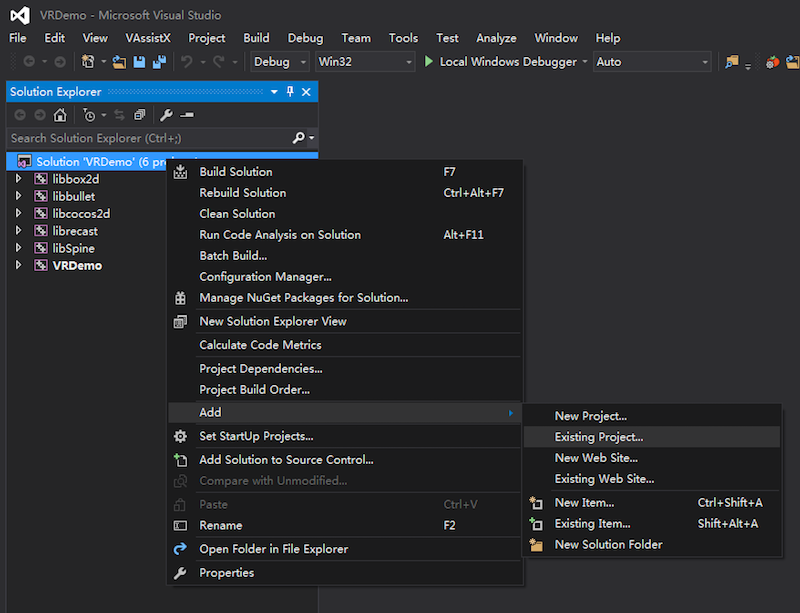 VRDemo - Microsoft Visual Studio
File Edit View VAssistX Project Build Debug Team Tools Test Analyze Window Help
Debug Win32 Local Windows Debugger Auto
Solution Explorer
Search Solution Explorer (Ctrl+;)
Solution 'VRDemo' (6
libbox2d
libbullet
libcocos2d
librecast
libSpine
VRDemo
Build Solution F7
Rebuild Solution Ctrl+Alt+F7
Clean Solution
Run Code Analysis on Solution Alt+F11
Batch Build...
Configuration Manager...
Manage NuGet Packages for Solution...
New Solution Explorer View
Calculate Code Metrics
Project Dependencies...
Project Build Order...
Add
Set StartUp Projects...
Add Solution to Source Control...
Compare with Unmodified...
Paste Ctrl+V
Rename F2
Open Folder in File Explorer
Properties
New Project...
Existing Project...
New Web Site...
Existing Web Site...
New Item... Ctrl+Shift+A
Existing Item... Shift+Alt+A
New Solution Folder